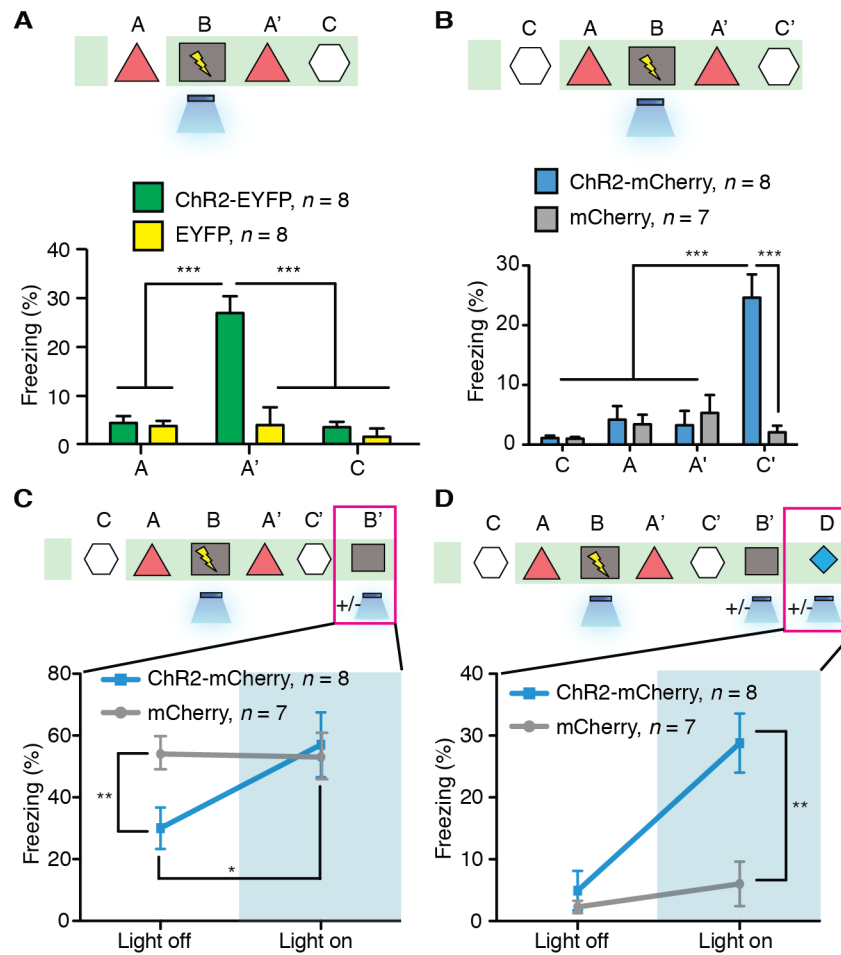 A
A B A' C
ChR2-EYFP, n = 8
EYFP, n = 8
Freezing (%)
40
30
20
10
0
*** ***
A A' C
B
C A B A' C'
ChR2-mCherry, n = 8
mCherry, n = 7
Freezing (%)
30
20
10
0
*** ***
C A A' C'
C
C A B A' C' B'
+/-
ChR2-mCherry, n = 8
mCherry, n = 7
Freezing (%)
80
60
40
20
0
**
*
Light off Light on
D
C A B A' C' B' D
+/- +/-
ChR2-mCherry, n = 8
mCherry, n = 7
Freezing (%)
40
30
20
10
0
**
Light off Light on